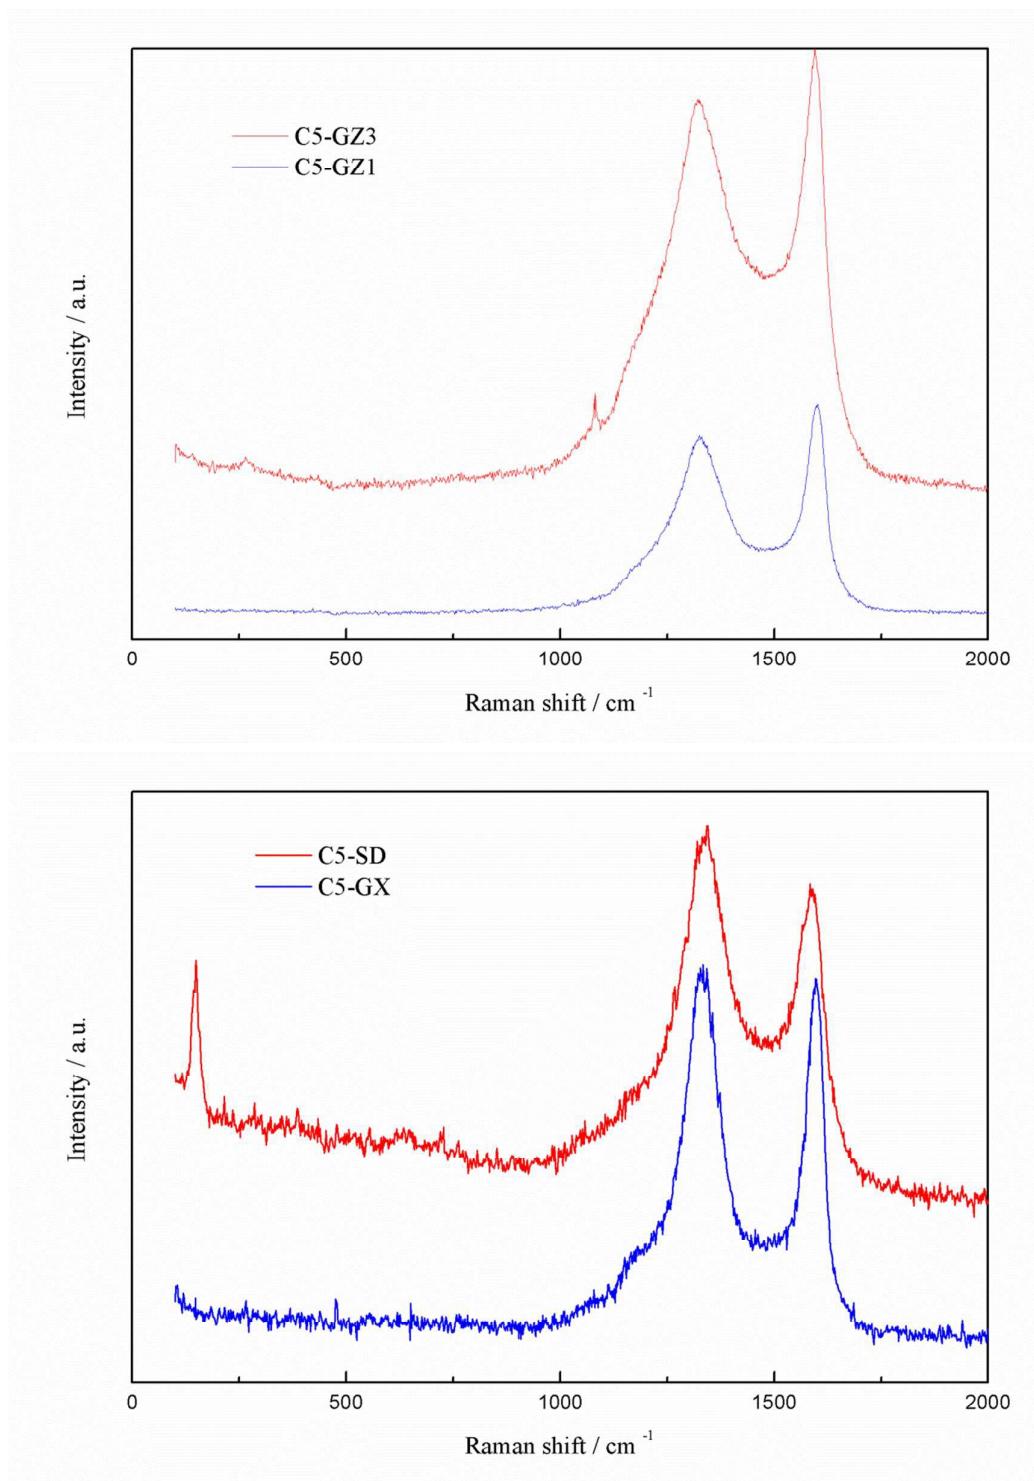 C5-GZ3
C5-GZ1
Intensity / a.u.
0 500 1000 1500 2000
Raman shift / cm -1
C5-SD
C5-GX
Intensity / a.u.
0 500 1000 1500 2000
Raman shift / cm -1